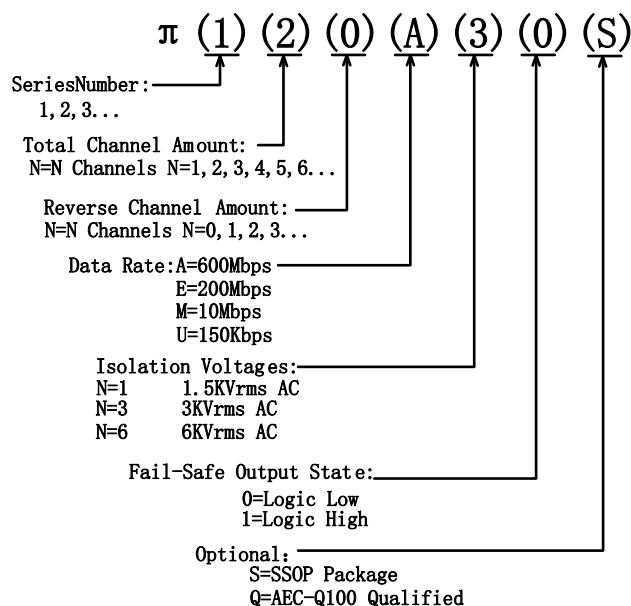 π(1)(2)(0)(A)(3)(0)(S)
SeriesNumber:
1,2,3...
Total Channel Amount:
N=N Channels N=1,2,3,4,5,6...
Reverse Channel Amount:
N=N Channels N=0,1,2,3...
Data Rate:A=600Mbps
E=200Mbps
M=10Mbps
U=150Kbps
Isolation Voltages:
N=1 1.5KVrms AC
N=3 3KVrms AC
N=6 6KVrms AC
Fail-Safe Output State:
0=Logic Low
1=Logic High
Optional:
S=SSOP Package
Q=AEC-Q100 Qualified